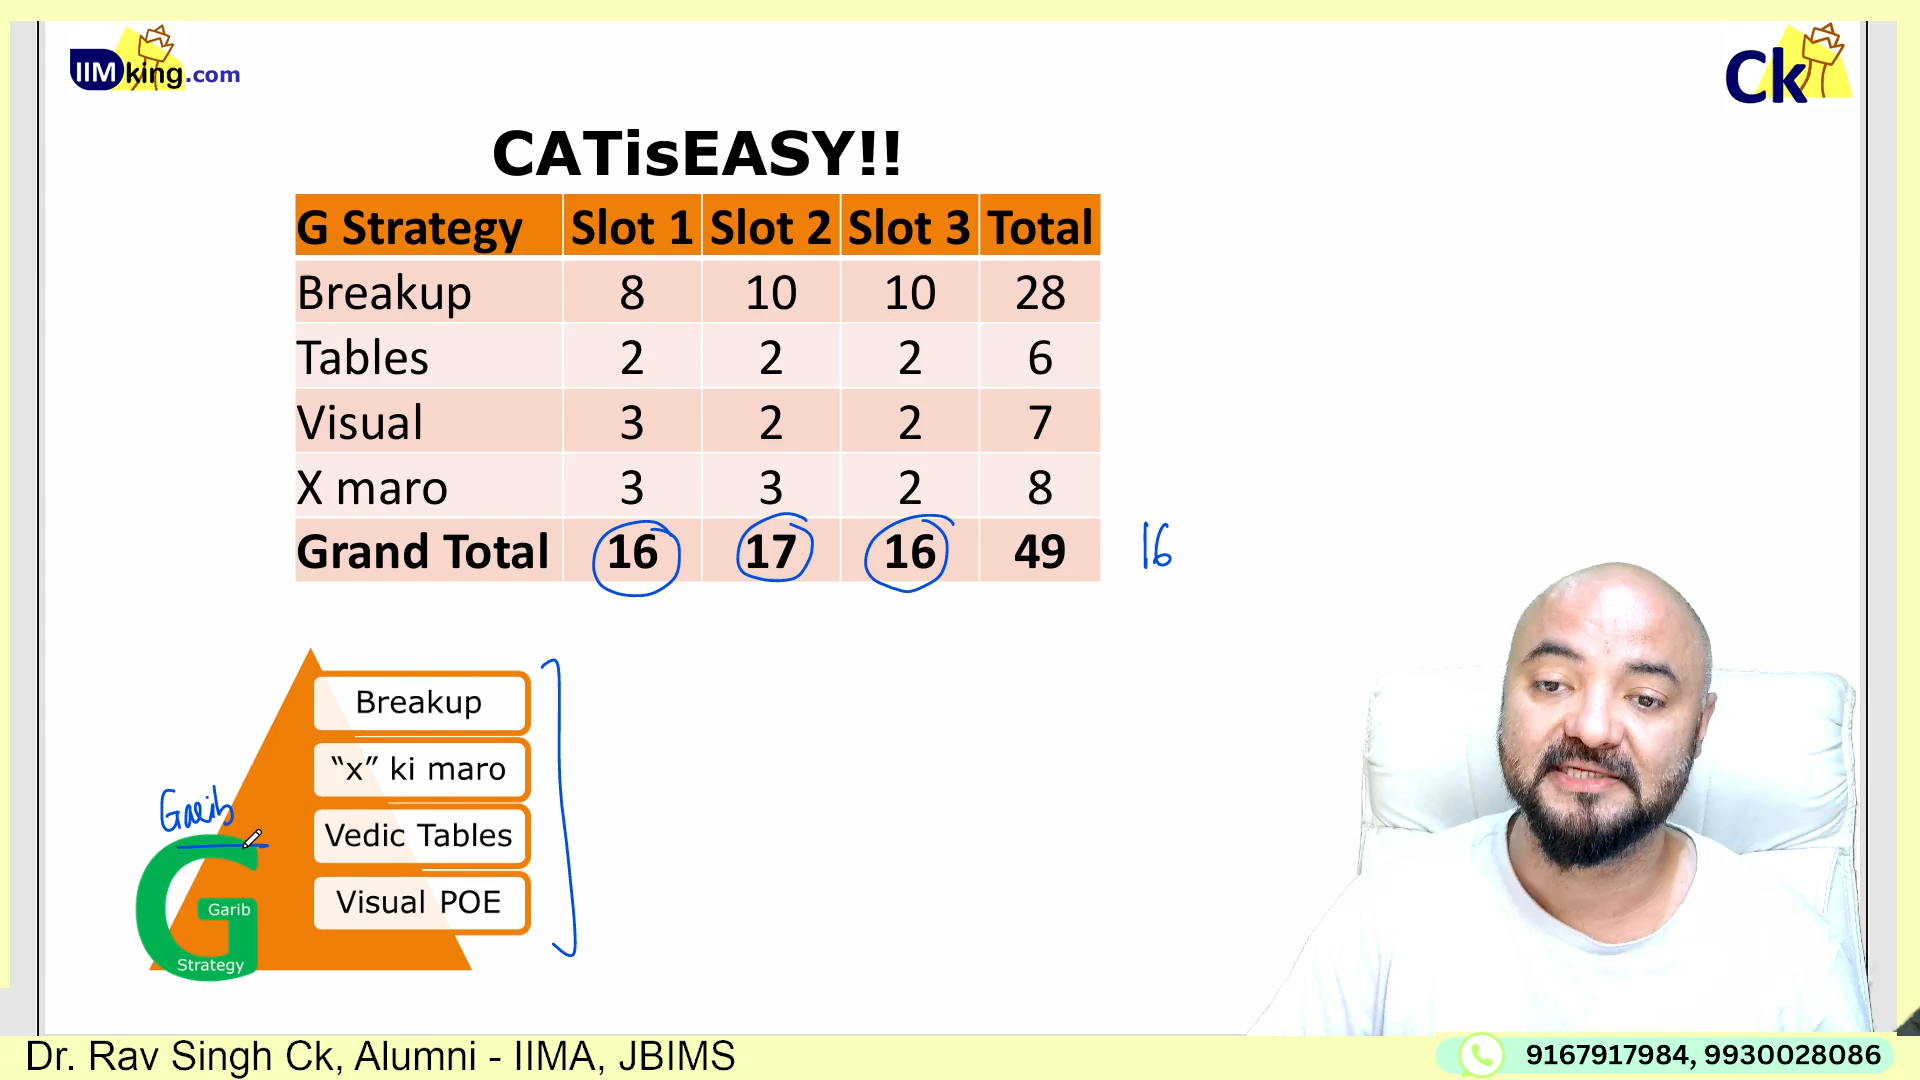 IIMking.com
Ck
CATisEASY!!
G Strategy Slot 1 Slot 2 Slot 3 Total
Breakup 8 10 10 28
Tables 2 2 2 6
Visual 3 2 2 7
X maro 3 3 2 8
Grand Total 16 17 16 49 16
Breakup
“x” ki maro
Vedic Tables
Visual POE
Garib
G
Garib
Strategy
Dr. Rav Singh Ck, Alumni - IIMA, JBIMS
9167917984, 9930028086